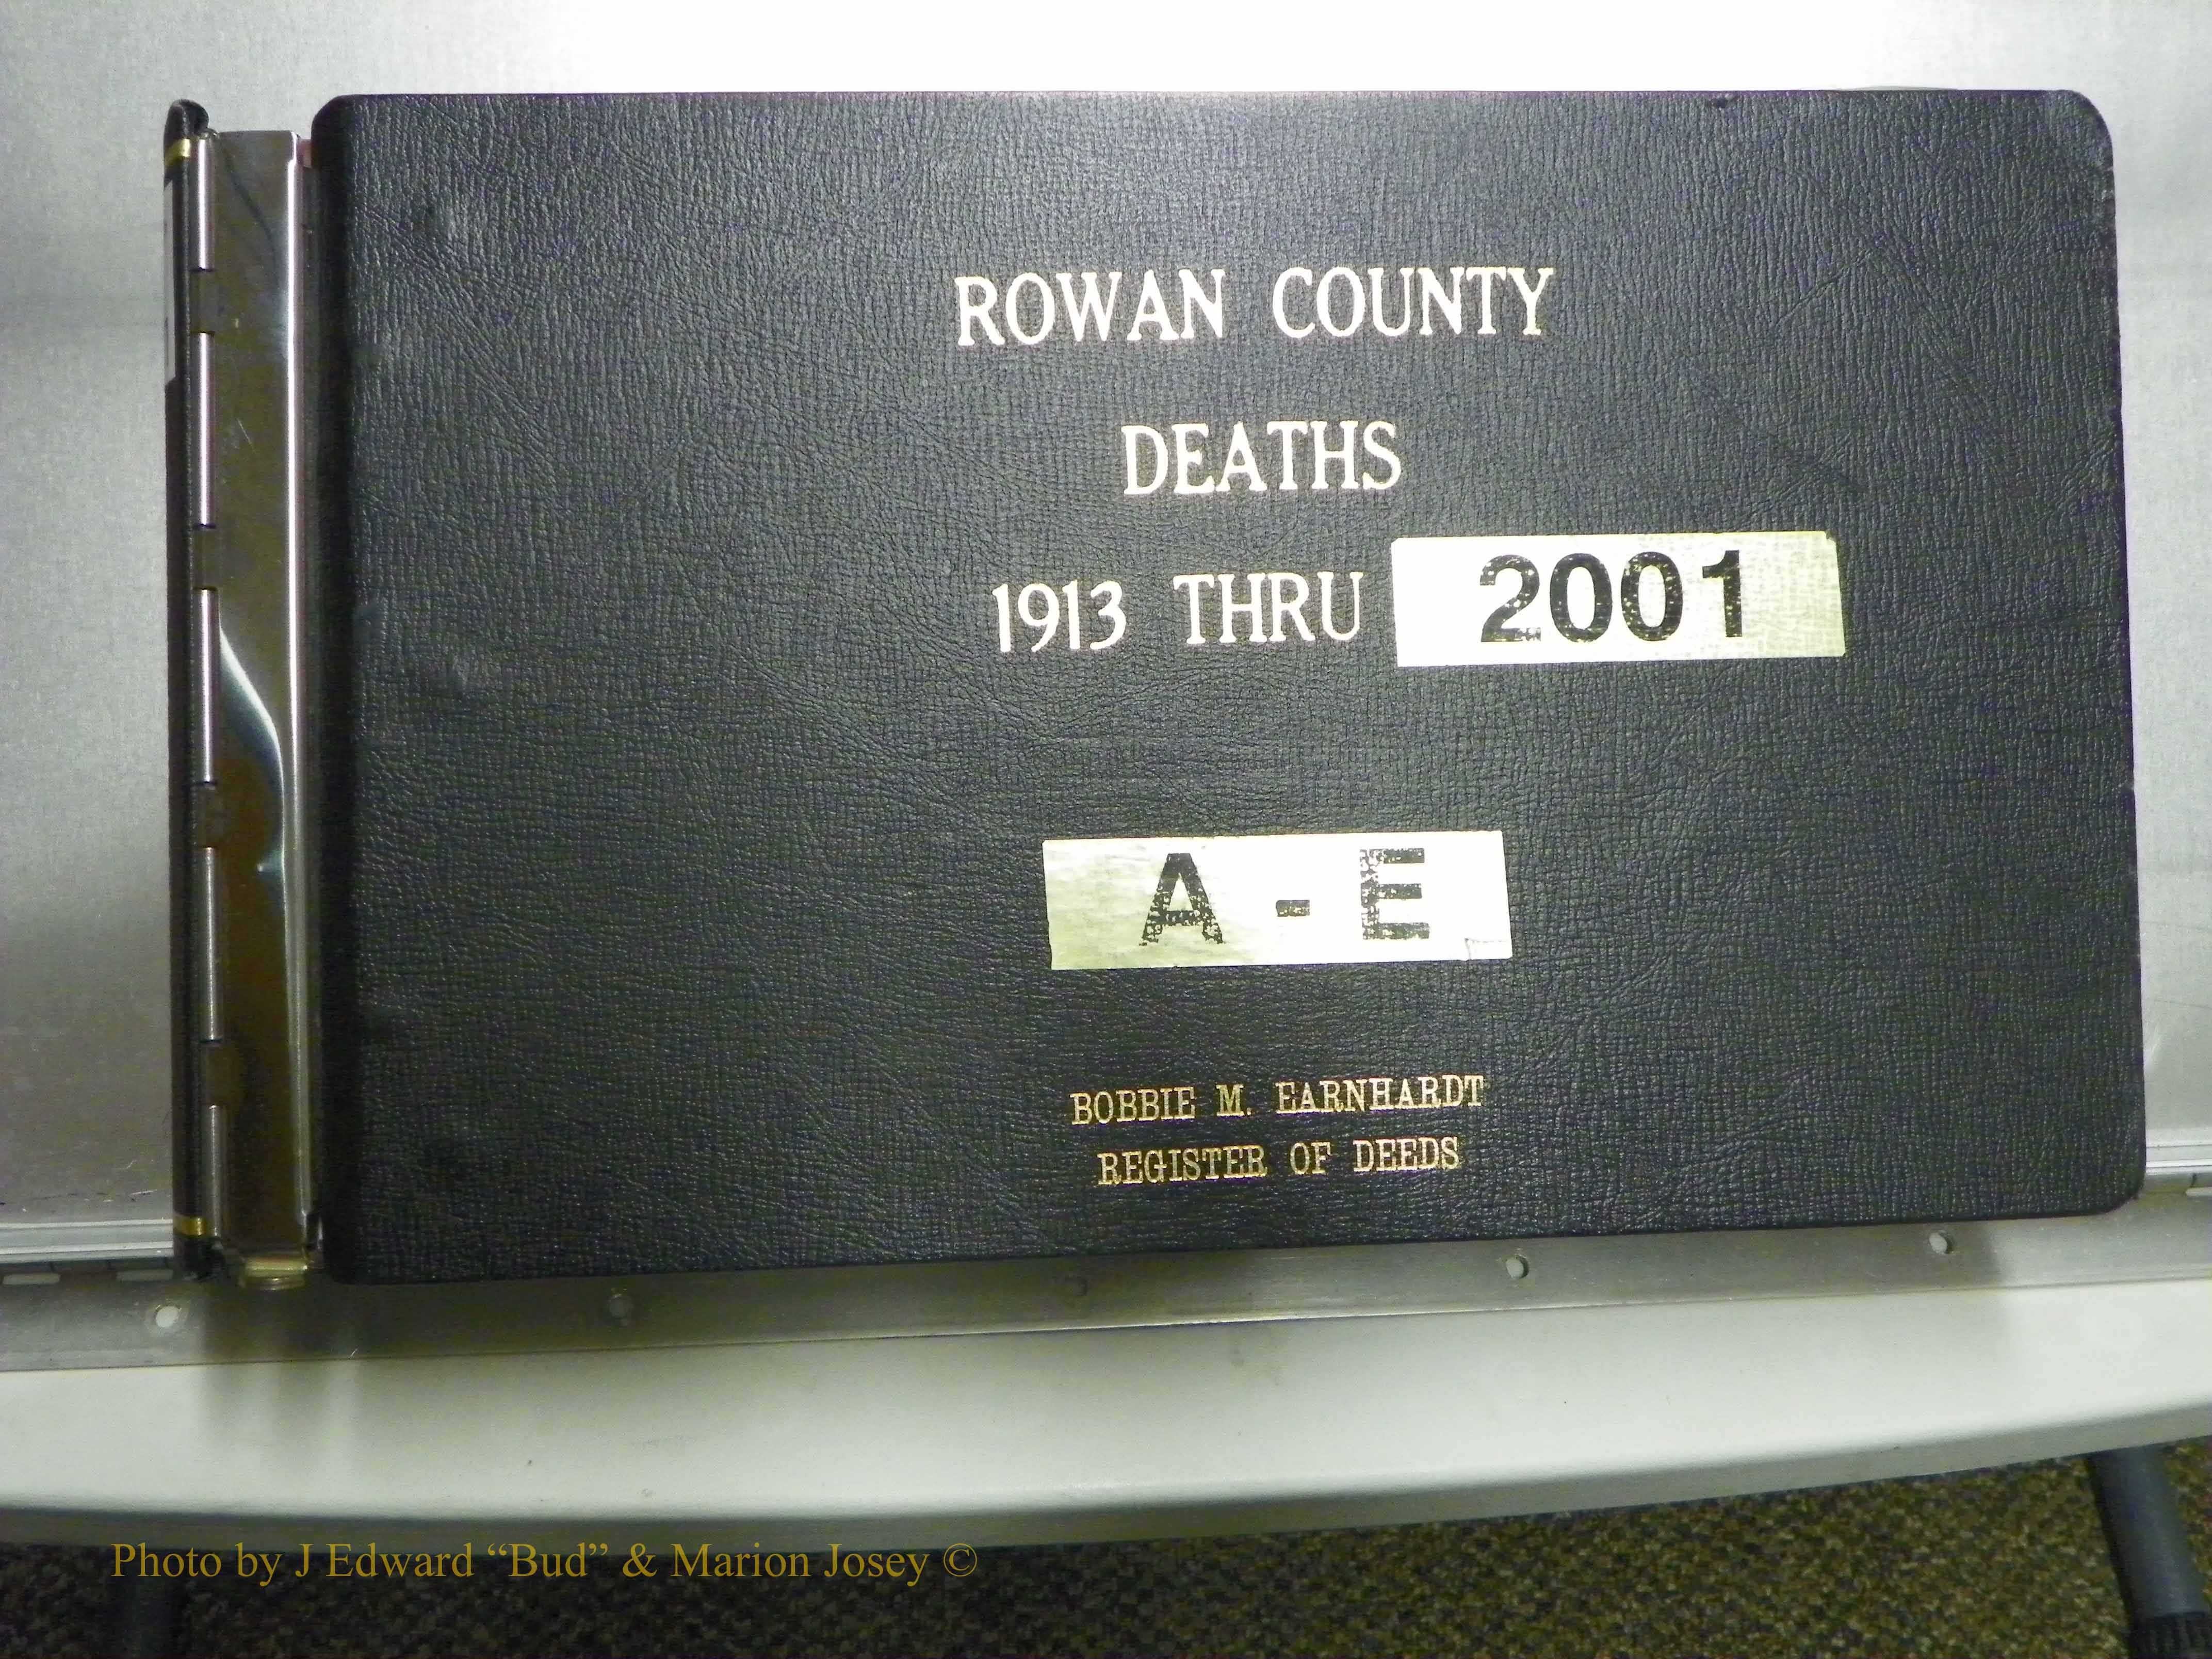 ROWAN COUNTY
DEATHS
1913 THRU 2001
A - E
BOBBIE M. EARNHARDT
REGISTER OF DEEDS
Photo by J Edward “Bud” & Marion Josey ©